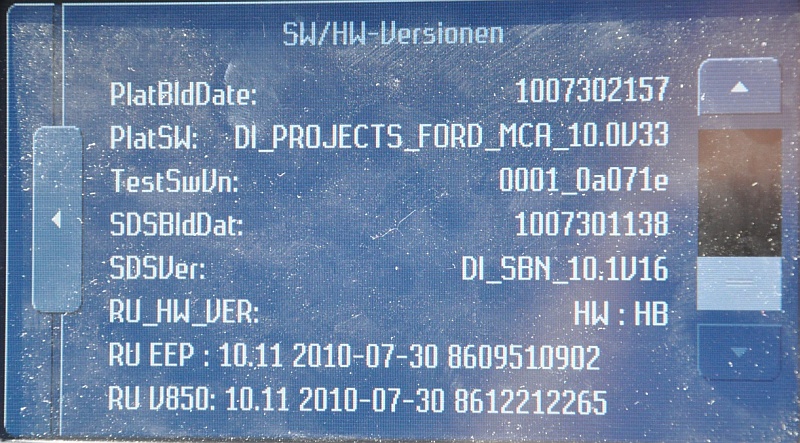 SW/HW-Versionen
PlatBldDate: 1007302157
PlatSW: DI_PROJECTS_FORD_MCA_10.0V33
TestSwVn: 0001_0a071e
SDSBldDat: 1007301138
SDSVer: DI_SBN_10.1V16
RU_HW_VER: HW : HB
RU EEP : 10.11 2010-07-30 8609510902
RU V850: 10.11 2010-07-30 8612212265